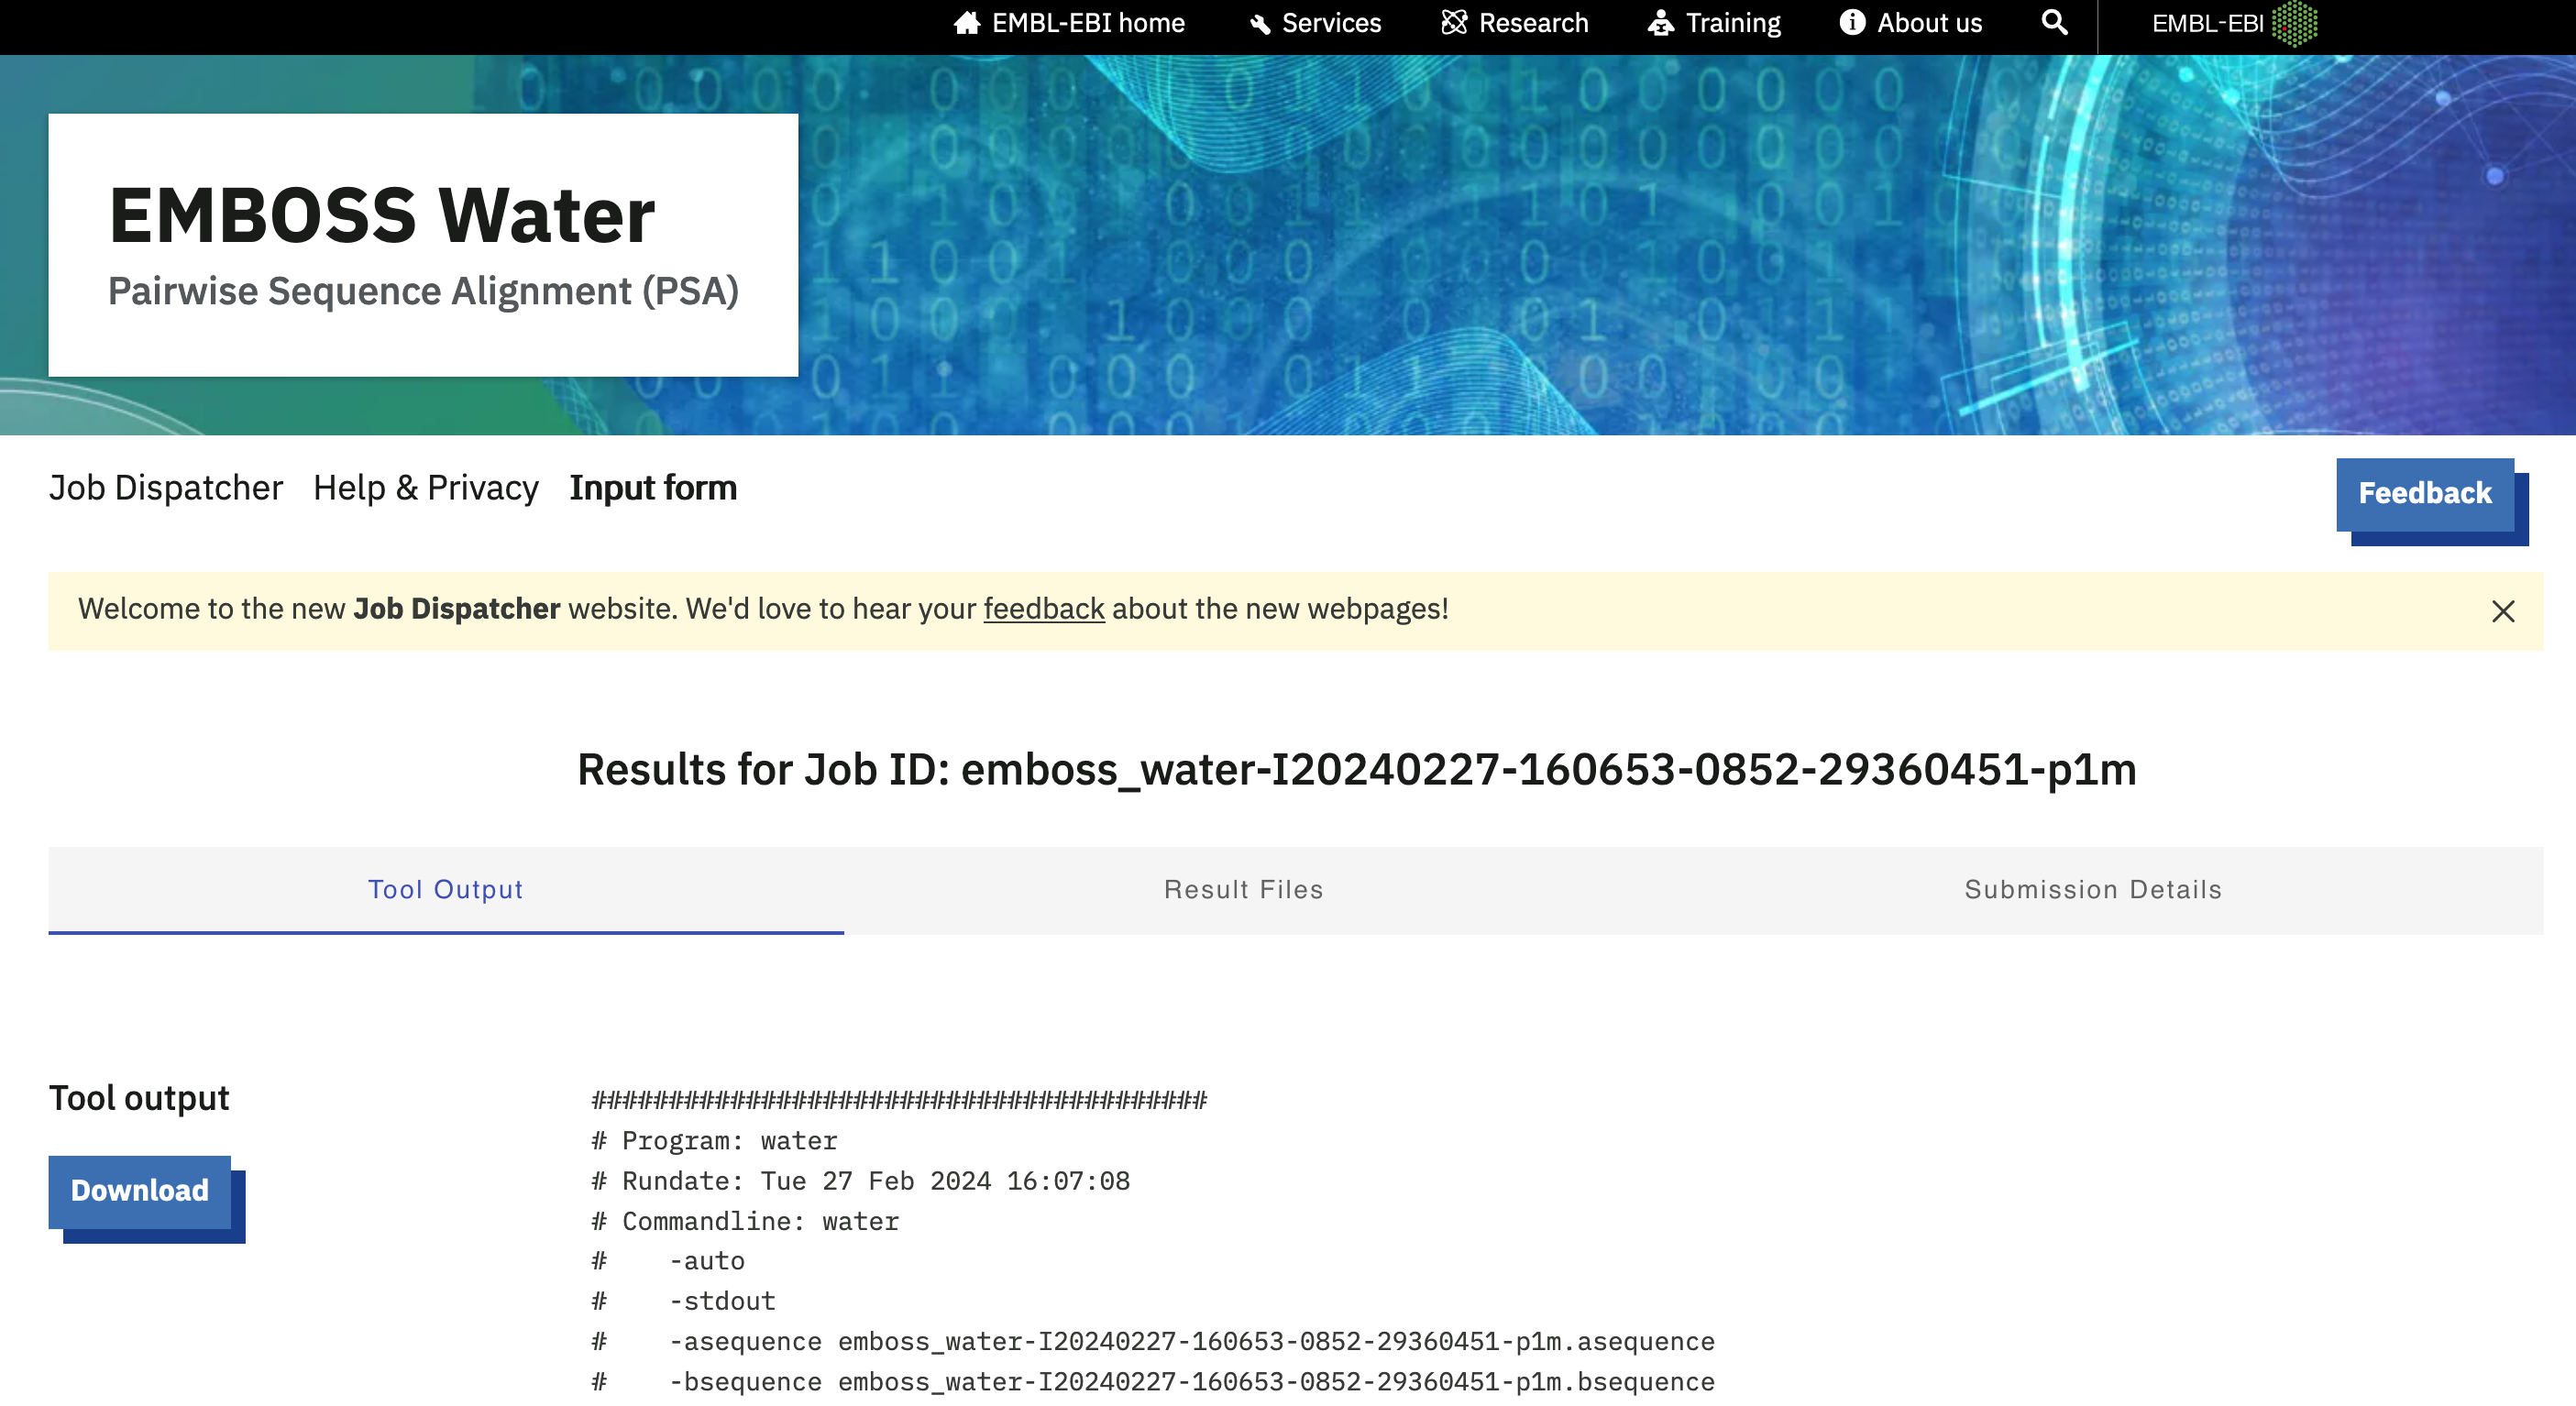 EMBL-EBI home Services Research Training About us EMBL-EBI
EMBOSS Water
Pairwise Sequence Alignment (PSA)
Job Dispatcher Help & Privacy Input form
Feedback
Welcome to the new Job Dispatcher website. We'd love to hear your feedback about the new webpages!
Results for Job ID: emboss_water-I20240227-160653-0852-29360451-p1m
Tool Output Result Files Submission Details
Tool output
Download
########################################
# Program: water
# Rundate: Tue 27 Feb 2024 16:07:08
# Commandline: water
#    -auto
#    -stdout
#    -asequence emboss_water-I20240227-160653-0852-29360451-p1m.asequence
#    -bsequence emboss_water-I20240227-160653-0852-29360451-p1m.bsequence